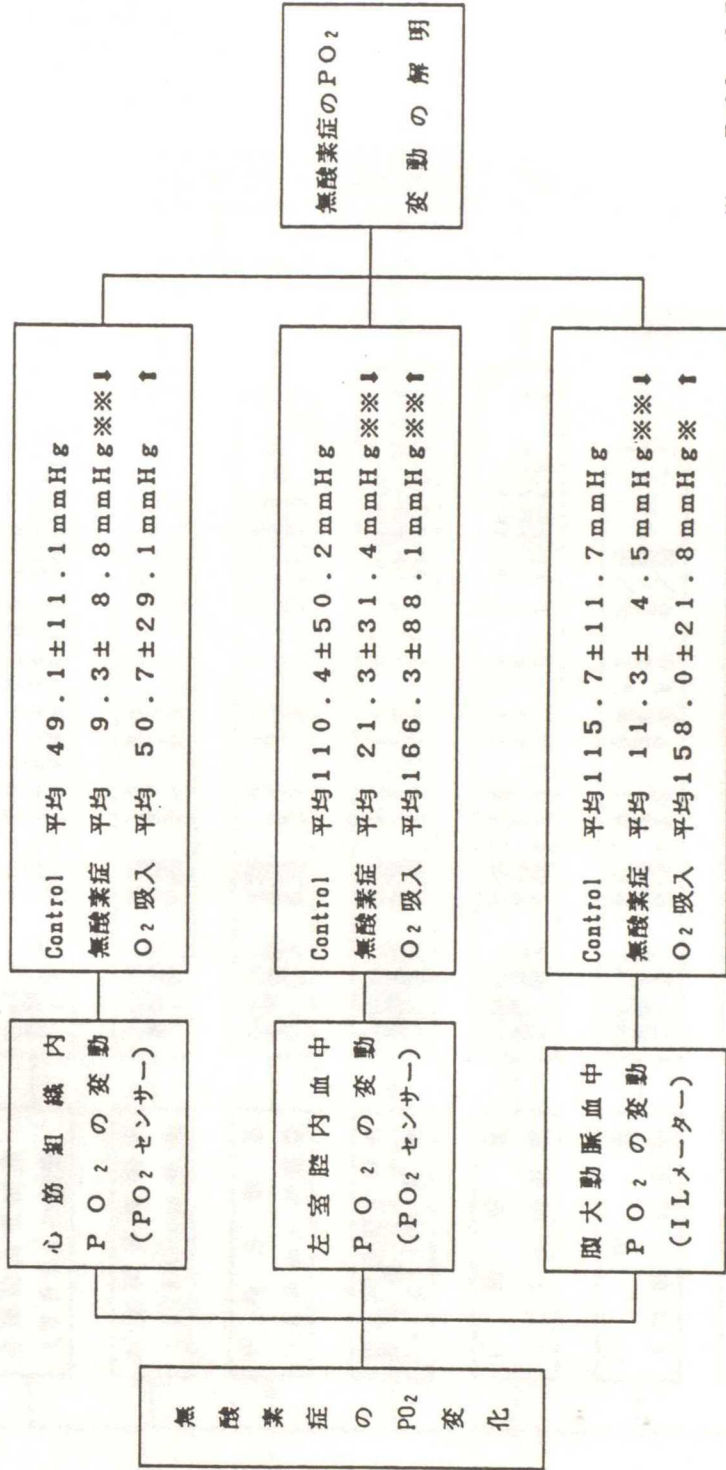 無酸素症のPO2変化
心筋組織内
PO2の変動
(PO2センサー)
Control 平均 49.1±11.1mmHg
無酸素症 平均 9.3± 8.8mmHg※※⬇
O2吸入 平均 50.7±29.1mmHg ⬆
左室腔内血中
PO2の変動
(PO2センサー)
Control 平均110.4±50.2mmHg
無酸素症 平均 21.3±31.4mmHg※※⬇
O2吸入 平均166.3±88.1mmHg※※⬆
腹大動脈血中
PO2の変動
(ILメーター)
Control 平均115.7±11.7mmHg
無酸素症 平均 11.3± 4.5mmHg※※⬇
O2吸入 平均158.0±21.8mmHg※ ⬆
無酸素症のPO2
変動の解明